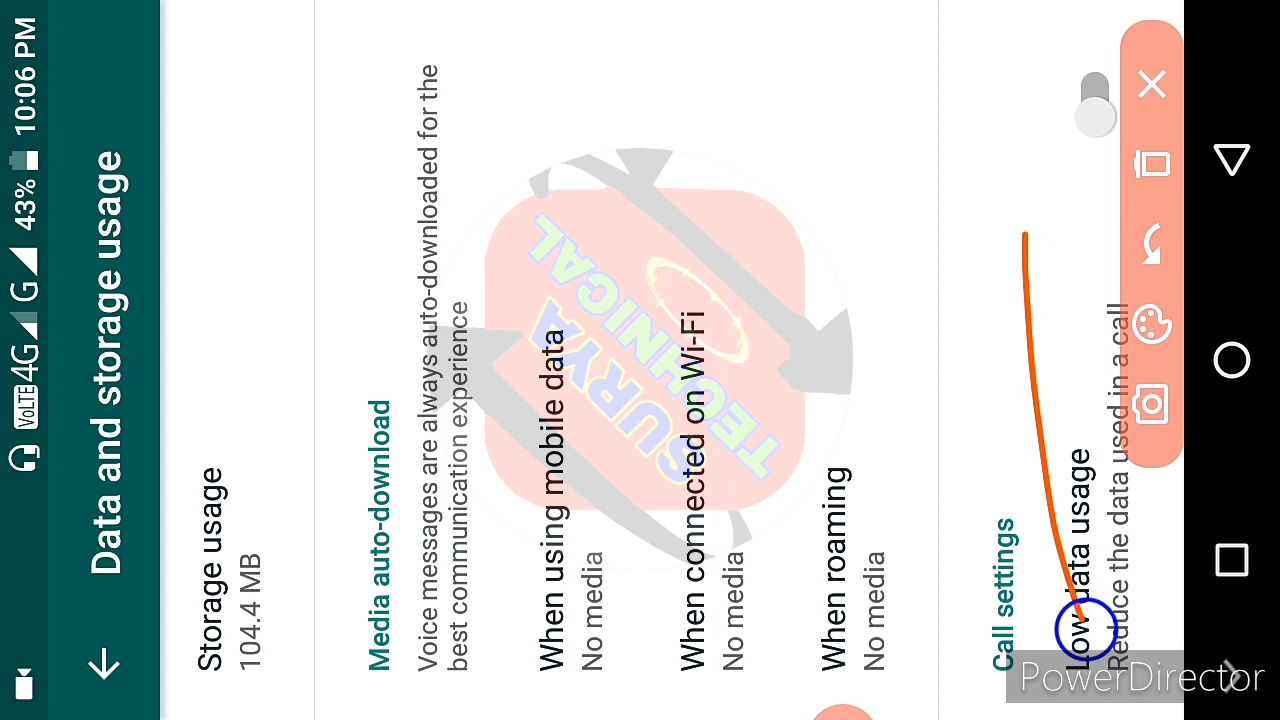 VoLTE 4G G 43% 10:06 PM
Data and storage usage
Storage usage
104.4 MB
Media auto-download
Voice messages are always auto-downloaded for the
best communication experience
When using mobile data
No media
When connected on Wi-Fi
No media
When roaming
No media
SURYA
TECHNICAL
Call settings
Low data usage
Reduce the data used in a call
PowerDirector